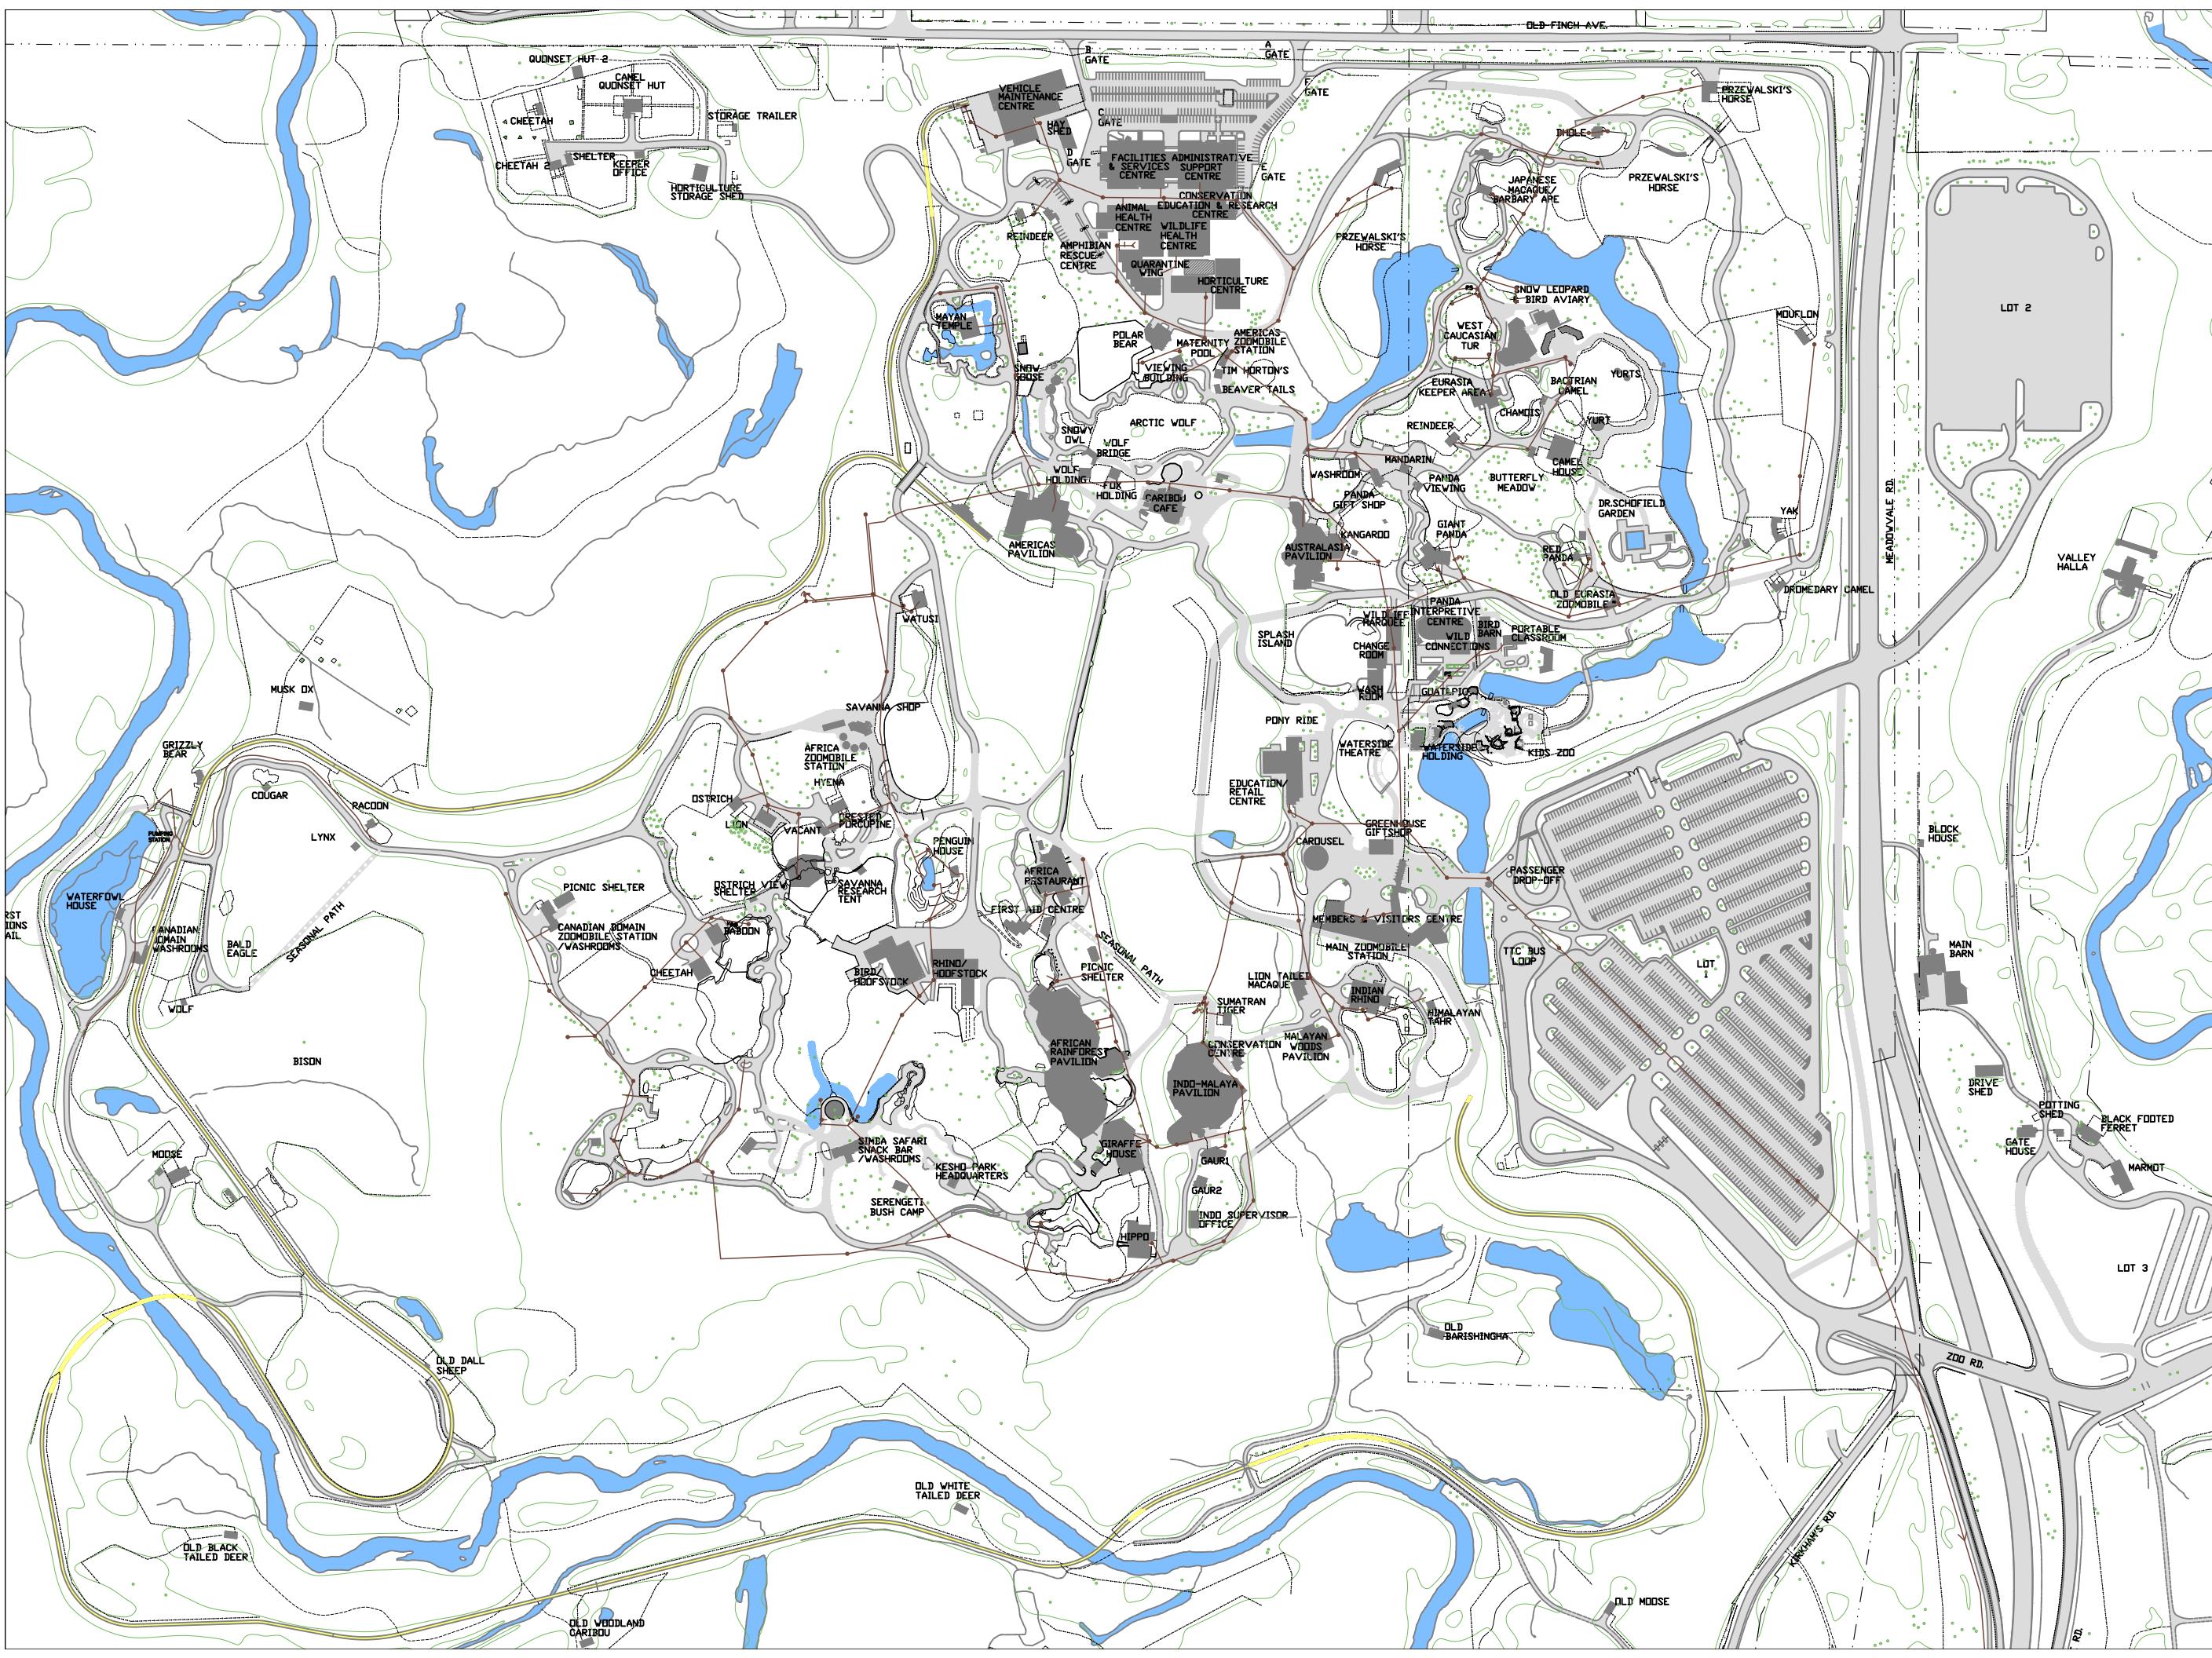 OLD FINCH AVE.
B
GATE
A
GATE
F
GATE
QUONSET HUT 2
CAMEL
QUONSET HUT
CHEETAH
STORAGE TRAILER
CHEETAH 2
SHELTER
KEEPER
OFFICE
HORTICULTURE
STORAGE SHED
VEHICLE
MAINTENANCE
CENTRE
HAY
SHED
C
GATE
D
GATE
E
GATE
FACILITIES
& SERVICES
CENTRE
ADMINISTRATIVE
SUPPORT
CENTRE
CONSERVATION
EDUCATION & RESEARCH
CENTRE
ANIMAL
HEALTH
CENTRE
WILDLIFE
HEALTH
CENTRE
REINDEER
AMPHIBIAN
RESCUE
CENTRE
QUARANTINE
WING
HORTICULTURE
CENTRE
PRZEWALSKI'S
HORSE
DHOLE
JAPANESE
MACAQUE/
BARBARY APE
PRZEWALSKI'S
HORSE
PRZEWALSKI'S
HORSE
SNOW LEOPARD
& BIRD AVIARY
MOUFLON
LOT 2
MAYAN
TEMPLE
SNOW
GOOSE
POLAR
BEAR
MATERNITY
POOL
AMERICAS
ZOOMOBILE
STATION
VIEWING
BUILDING
TIM HORTON'S
BEAVER TAILS
WEST
CAUCASIAN
TUR
EURASIA
KEEPER AREA
BACTRIAN
CAMEL
YURTS
CHAMOIS
YURT
ARCTIC WOLF
SNOWY
OWL
WOLF
BRIDGE
WOLF
HOLDING
FOX
HOLDING
CARIBOU
CAFE
REINDEER
WASHROOM
MANDARIN
PANDA
VIEWING
BUTTERFLY
MEADOW
CAMEL
HOUSE
PANDA
GIFT SHOP
KANGAROO
GIANT
PANDA
DR.SCHOFIELD
GARDEN
YAK
MEADOWVALE RD.
VALLEY
HALLA
AMERICAS
PAVILION
AUSTRALASIA
PAVILION
RED
PANDA
OLD EURASIA
ZOOMOBILE
DROMEDARY CAMEL
WATUSI
SPLASH
ISLAND
WILDLIFE
MARQUEE
PANDA
INTERPRETIVE
CENTRE
BIRD
BARN
PORTABLE
CLASSROOM
WILD
CONNECTIONS
CHANGE
ROOM
WASH
ROOM
MUSK OX
SAVANNA SHOP
PONY RIDE
WATERSIDE
THEATRE
WATERSIDE
HOLDING
KIDS ZOO
GRIZZLY
BEAR
COUGAR
RACOON
LYNX
AFRICA
ZOOMOBILE
STATION
HYENA
OSTRICH
LION
VACANT
CRESTED
PORCUPINE
PENGUIN
HOUSE
EDUCATION/
RETAIL
CENTRE
GREENHOUSE
GIFTSHOP
CAROUSEL
BLOCK
HOUSE
PUMPING
STATION
WATERFOWL
HOUSE
RST
IONS
AIL
CANADIAN
DOMAIN
WASHROOMS
BALD
EAGLE
SEASONAL PATH
WOLF
PICNIC SHELTER
CANADIAN DOMAIN
ZOOMOBILE STATION
/WASHROOMS
OSTRICH VIEW
SHELTER
SAVANNA
RESEARCH
TENT
AFRICA
RESTAURANT
FIRST AID CENTRE
BABOON
CHEETAH
BIRD/
HOOFSTOCK
RHINO/
HOOFSTOCK
PICNIC
SHELTER
SEASONAL PATH
PASSENGER
DROP-OFF
MEMBERS & VISITORS CENTRE
MAIN ZOOMOBILE
STATION
TTC BUS
LOOP
LOT
1
MAIN
BARN
LION TAILED
MACAQUE
INDIAN
RHINO
HIMALAYAN
TAHR
SUMATRAN
TIGER
CONSERVATION
CENTRE
MALAYAN
WOODS
PAVILION
AFRICAN
RAINFOREST
PAVILION
INDO-MALAYA
PAVILION
BISON
MOOSE
SIMBA SAFARI
SNACK BAR
/WASHROOMS
KESHO PARK
HEADQUARTERS
SERENGETI
BUSH CAMP
GIRAFFE
HOUSE
GAUR1
GAUR2
INDO SUPERVISOR
OFFICE
HIPPO
DRIVE
SHED
POTTING
SHED
BLACK FOOTED
FERRET
GATE
HOUSE
MARMOT
LOT 3
OLD
BARISHINGHA
ZOO RD.
OLD DALL
SHEEP
OLD WHITE
TAILED DEER
OLD BLACK
TAILED DEER
KIRKHAM'S RD.
OLD WOODLAND
CARIBOU
OLD MOOSE
RD.